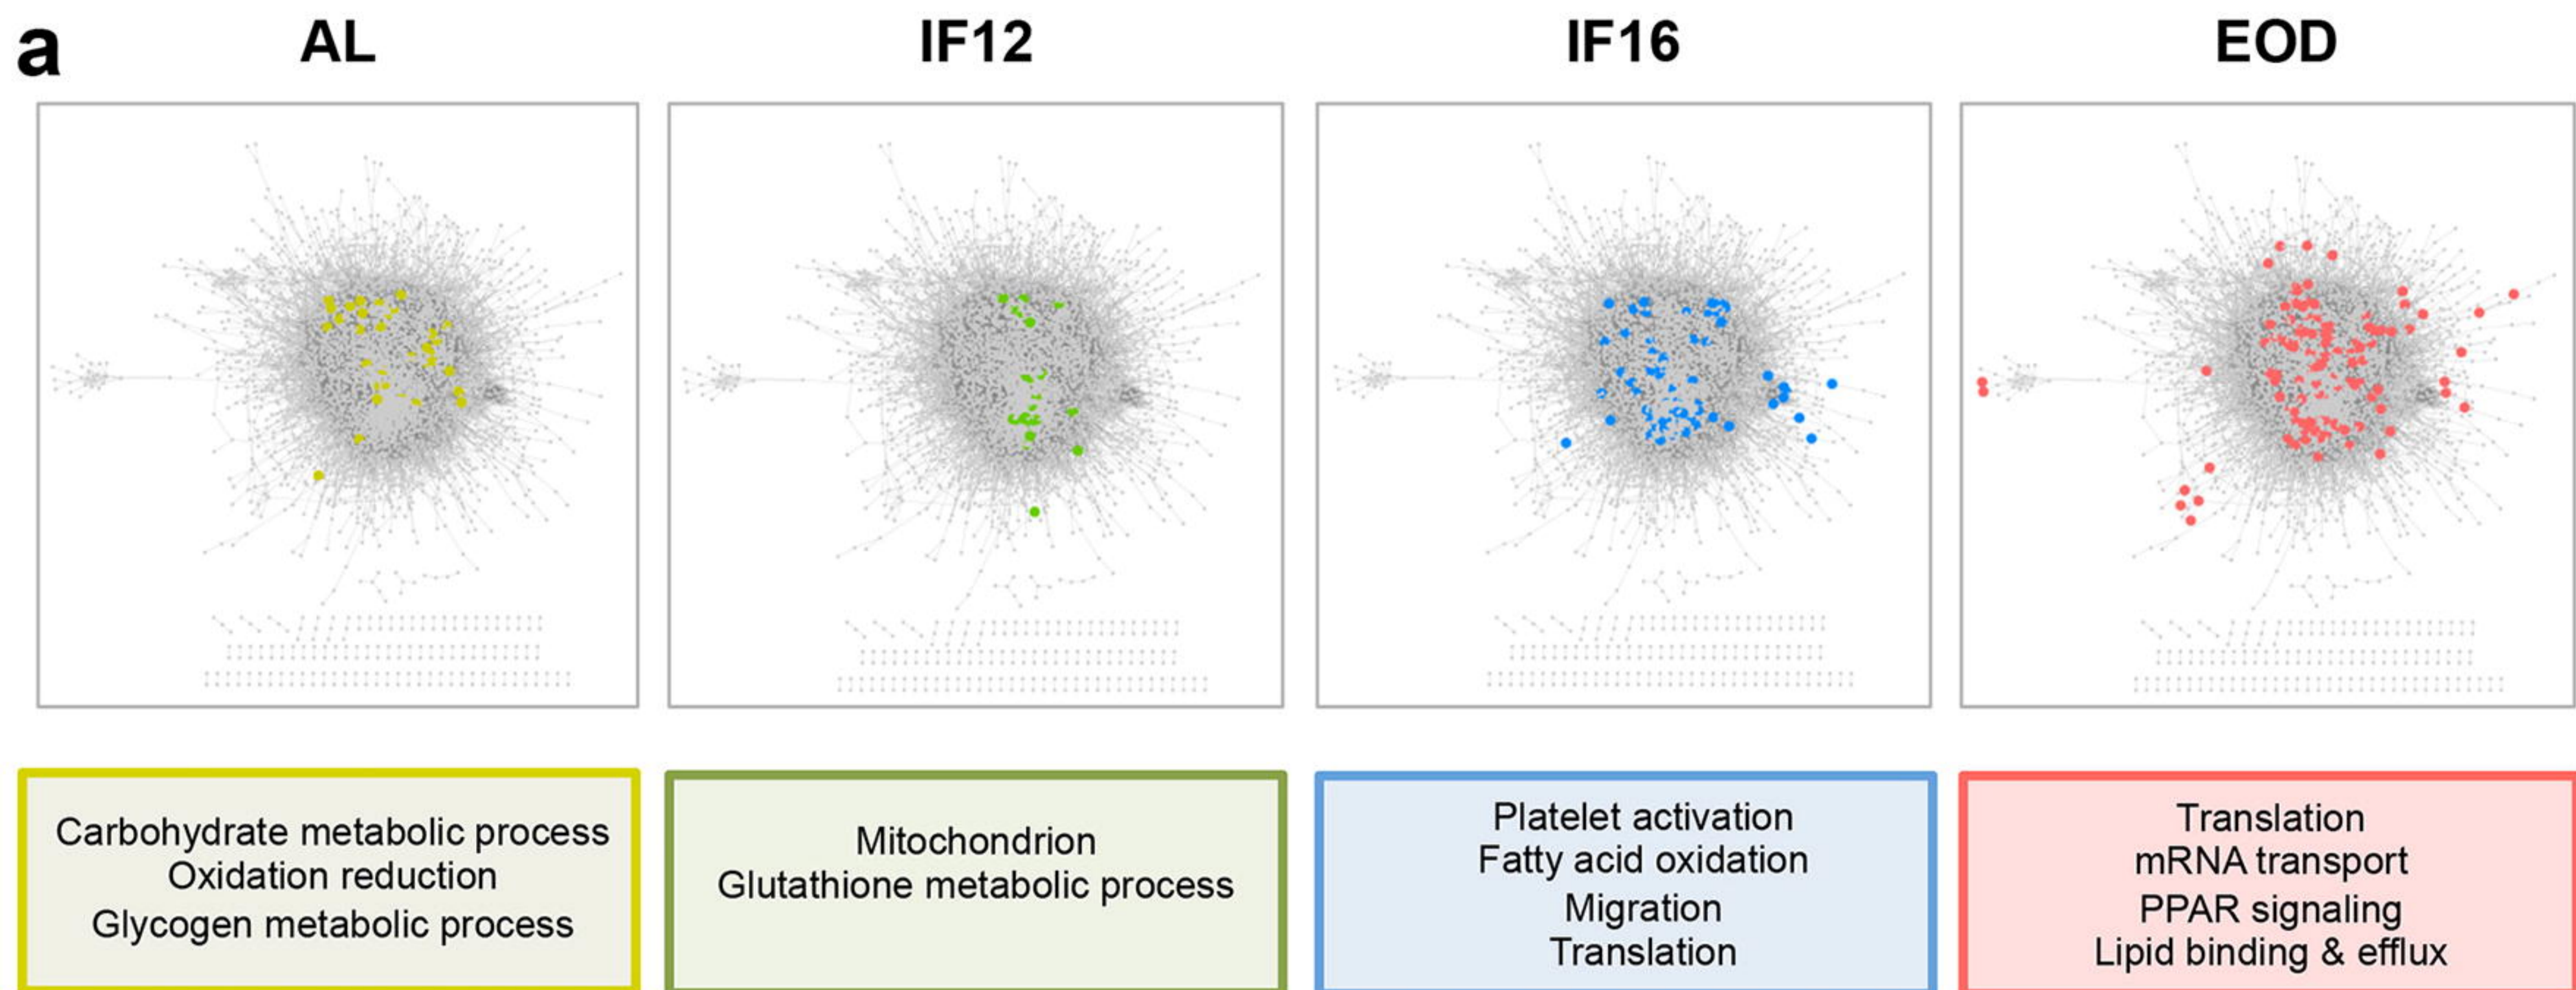 a
AL
IF12
IF16
EOD
Carbohydrate metabolic process
Oxidation reduction
Glycogen metabolic process
Mitochondrion
Glutathione metabolic process
Platelet activation
Fatty acid oxidation
Migration
Translation
Translation
mRNA transport
PPAR signaling
Lipid binding & efflux